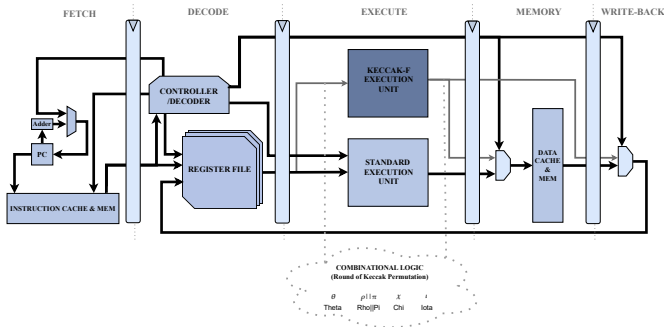 FETCH
DECODE
EXECUTE
MEMORY
WRITE-BACK
CONTROLLER
/DECODER
KECCAK-F
EXECUTION
UNIT
Adder
PC
REGISTER FILE
STANDARD
EXECUTION
UNIT
DATA
CACHE
&
MEM
INSTRUCTION CACHE & MEM
COMBINATIONAL LOGIC
(Round of Keccak Permutation)
θ ρ||π χ ι
Theta Rho||Pi Chi Iota